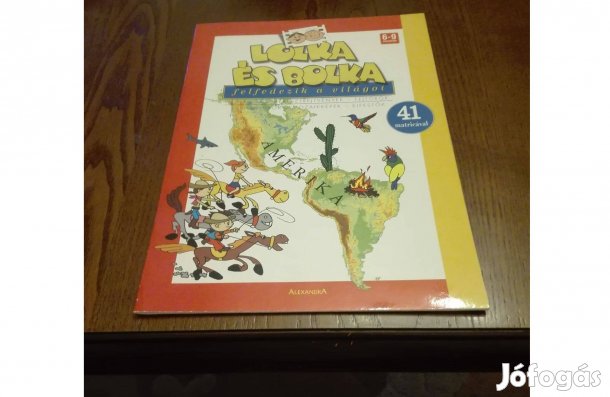 LOLKA
ÉS BOLKA
felfedezik a világot
6-9
41
matricával
AMERIKA
ALEXANDRA
Jófogás